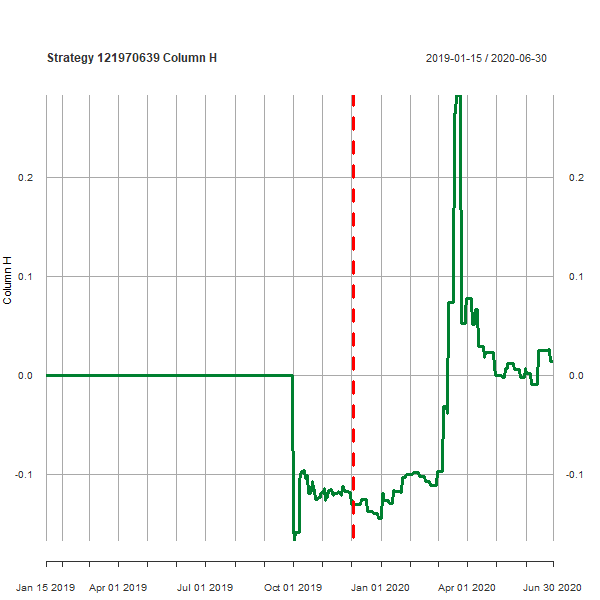 Strategy 121970639 Column H
2019-01-15 / 2020-06-30
0.2
0.2
0.1
0.1
Column H
0.0
0.0
-0.1
-0.1
Jan 15 2019
Apr 01 2019
Jul 01 2019
Oct 01 2019
Jan 01 2020
Apr 01 2020
Jun 30 2020